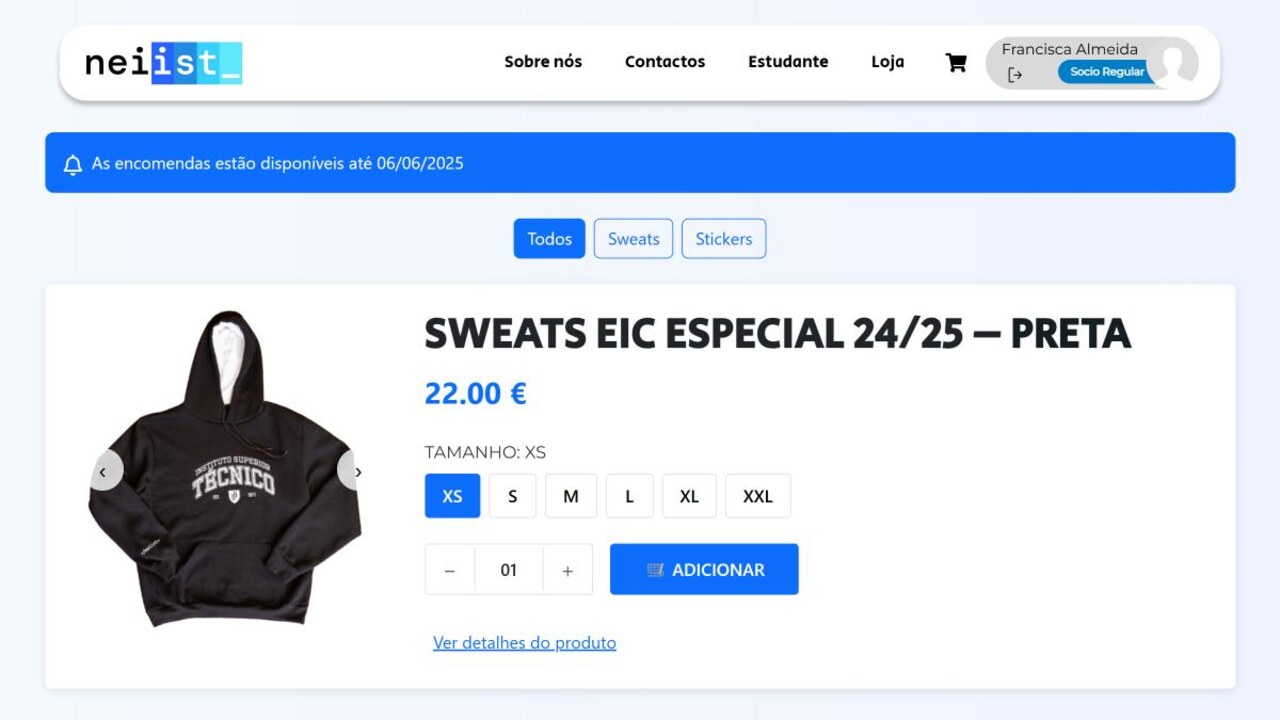 neiist_
Sobre nós
Contactos
Estudante
Loja
Francisca Almeida
Socio Regular
As encomendas estão disponíveis até 06/06/2025
Todos
Sweats
Stickers
SWEATS EIC ESPECIAL 24/25 – PRETA
22.00 €
INSTITUTO SUPERIOR
TÉCNICO
TAMANHO: XS
XS
S
M
L
XL
XXL
− 01 +
ADICIONAR
Ver detalhes do produto